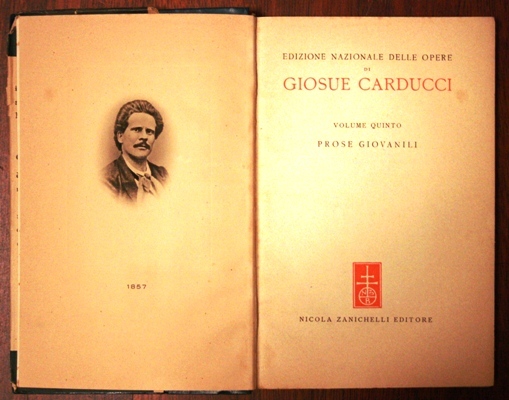 1857
EDIZIONE NAZIONALE DELLE OPERE
DI
GIOSUE CARDUCCI
VOLUME QUINTO
PROSE GIOVANILI
NICOLA ZANICHELLI EDITORE